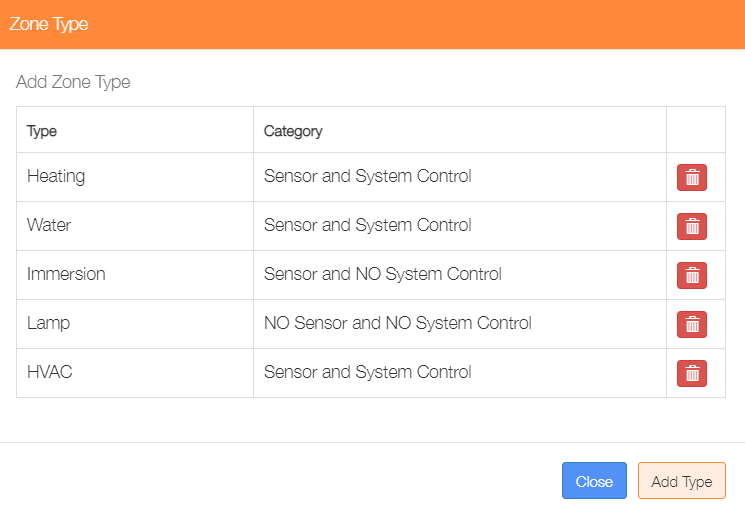 Zone Type
Add Zone Type
Type Category
Heating Sensor and System Control
Water Sensor and System Control
Immersion Sensor and NO System Control
Lamp NO Sensor and NO System Control
HVAC Sensor and System Control
Close Add Type